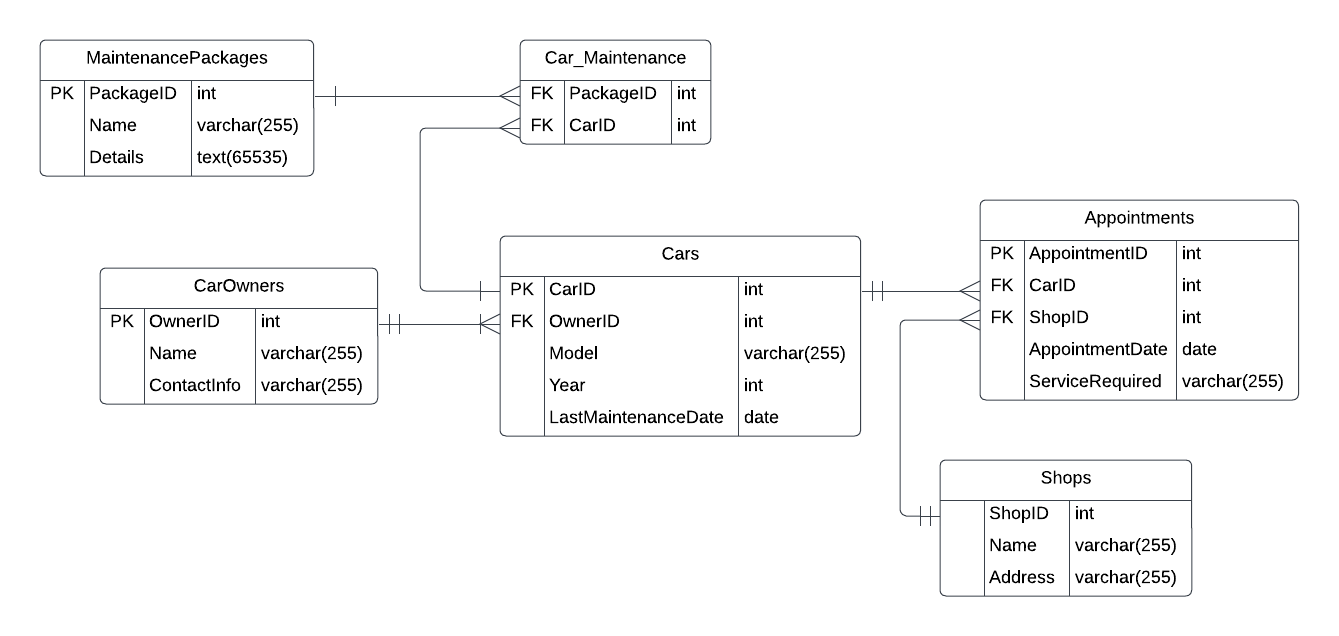 MaintenancePackages
PK PackageID int
Name varchar(255)
Details text(65535)
Car_Maintenance
FK PackageID int
FK CarID int
CarOwners
PK OwnerID int
Name varchar(255)
ContactInfo varchar(255)
Cars
PK CarID int
FK OwnerID int
Model varchar(255)
Year int
LastMaintenanceDate date
Appointments
PK AppointmentID int
FK CarID int
FK ShopID int
AppointmentDate date
ServiceRequired varchar(255)
Shops
ShopID int
Name varchar(255)
Address varchar(255)